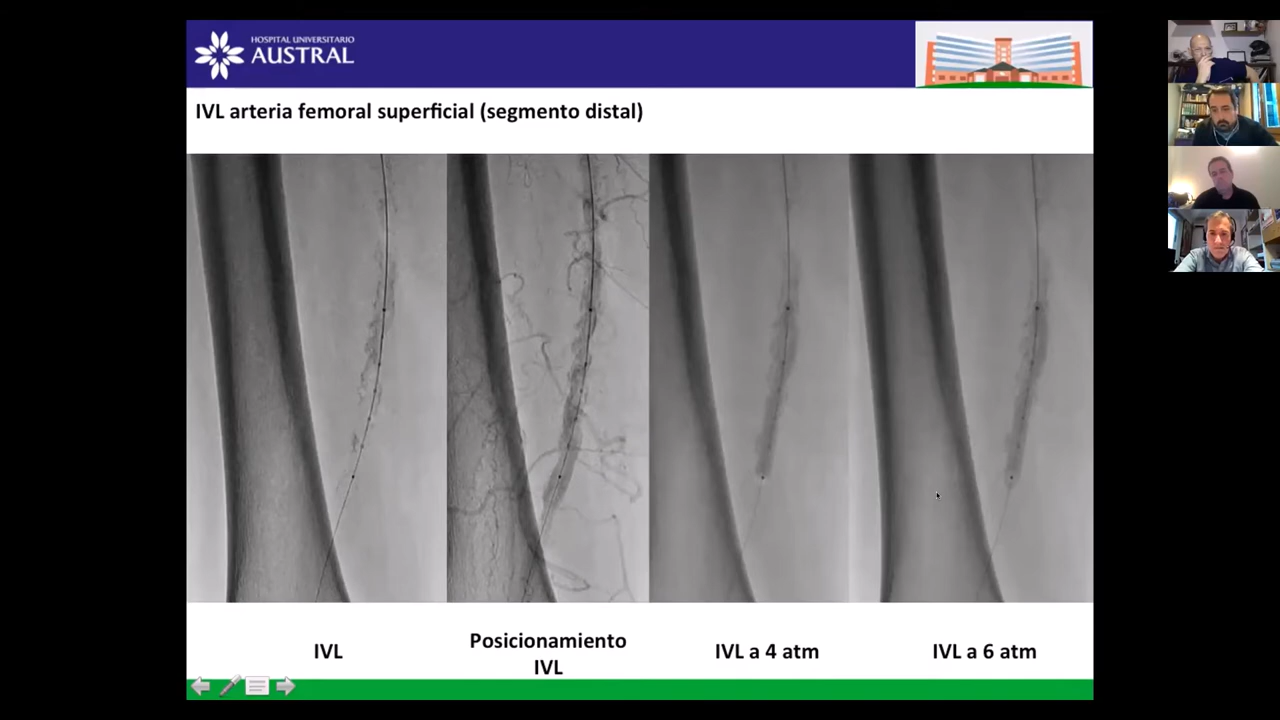 HOSPITAL UNIVERSITARIO
AUSTRAL
IVL arteria femoral superficial (segmento distal)
IVL
Posicionamiento
IVL
IVL a 4 atm
IVL a 6 atm